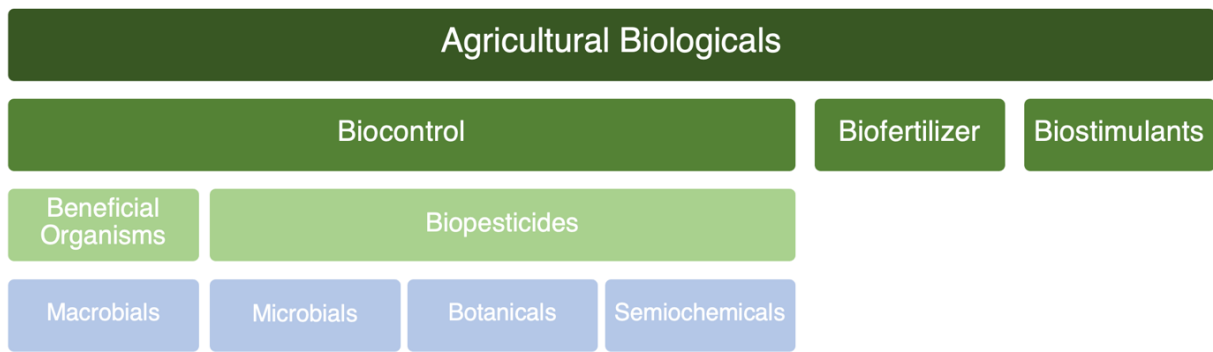 Agricultural Biologicals
Biocontrol
Biofertilizer
Biostimulants
Beneficial
Organisms
Biopesticides
Macrobials
Microbials
Botanicals
Semiochemicals